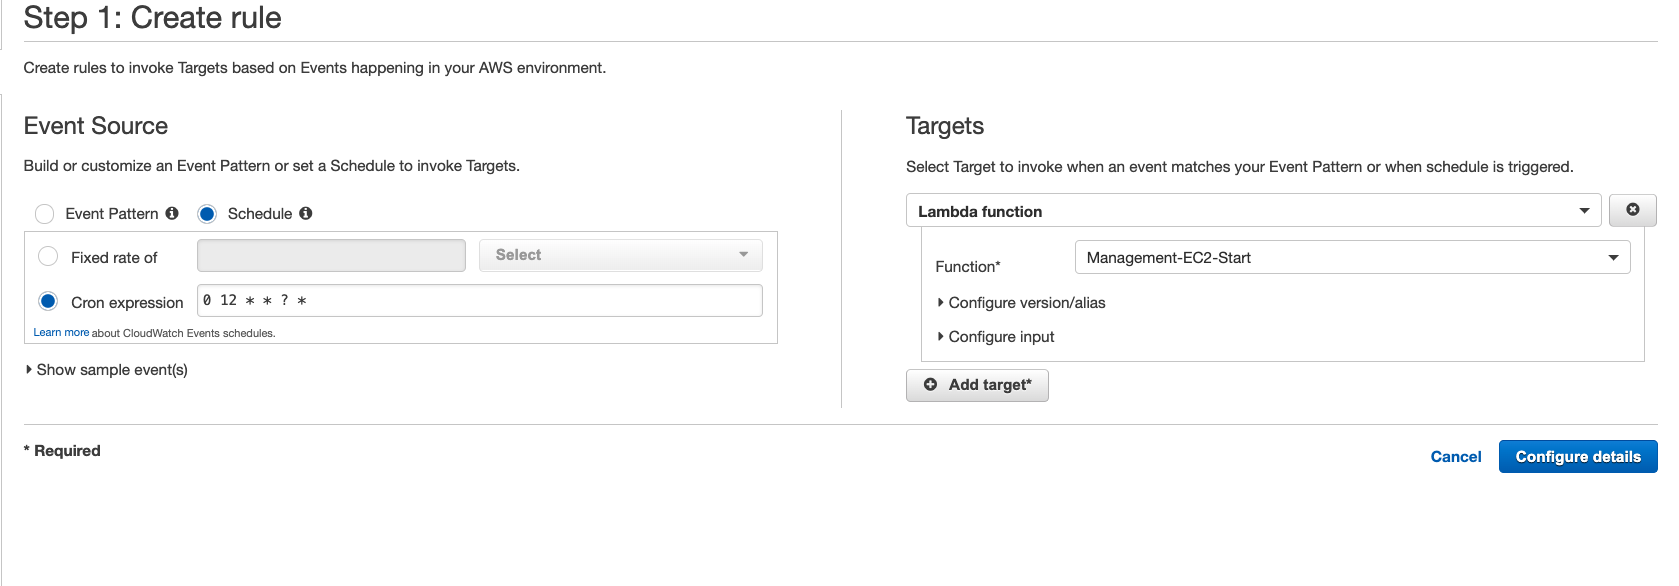 Step 1: Create rule
Create rules to invoke Targets based on Events happening in your AWS environment.
Event Source
Build or customize an Event Pattern or set a Schedule to invoke Targets.
Event Pattern Schedule
Fixed rate of Select
Cron expression 0 12 * * ? *
Learn more about CloudWatch Events schedules.
Show sample event(s)
Targets
Select Target to invoke when an event matches your Event Pattern or when schedule is triggered.
Lambda function
Function* Management-EC2-Start
Configure version/alias
Configure input
Add target*
* Required
Cancel Configure details